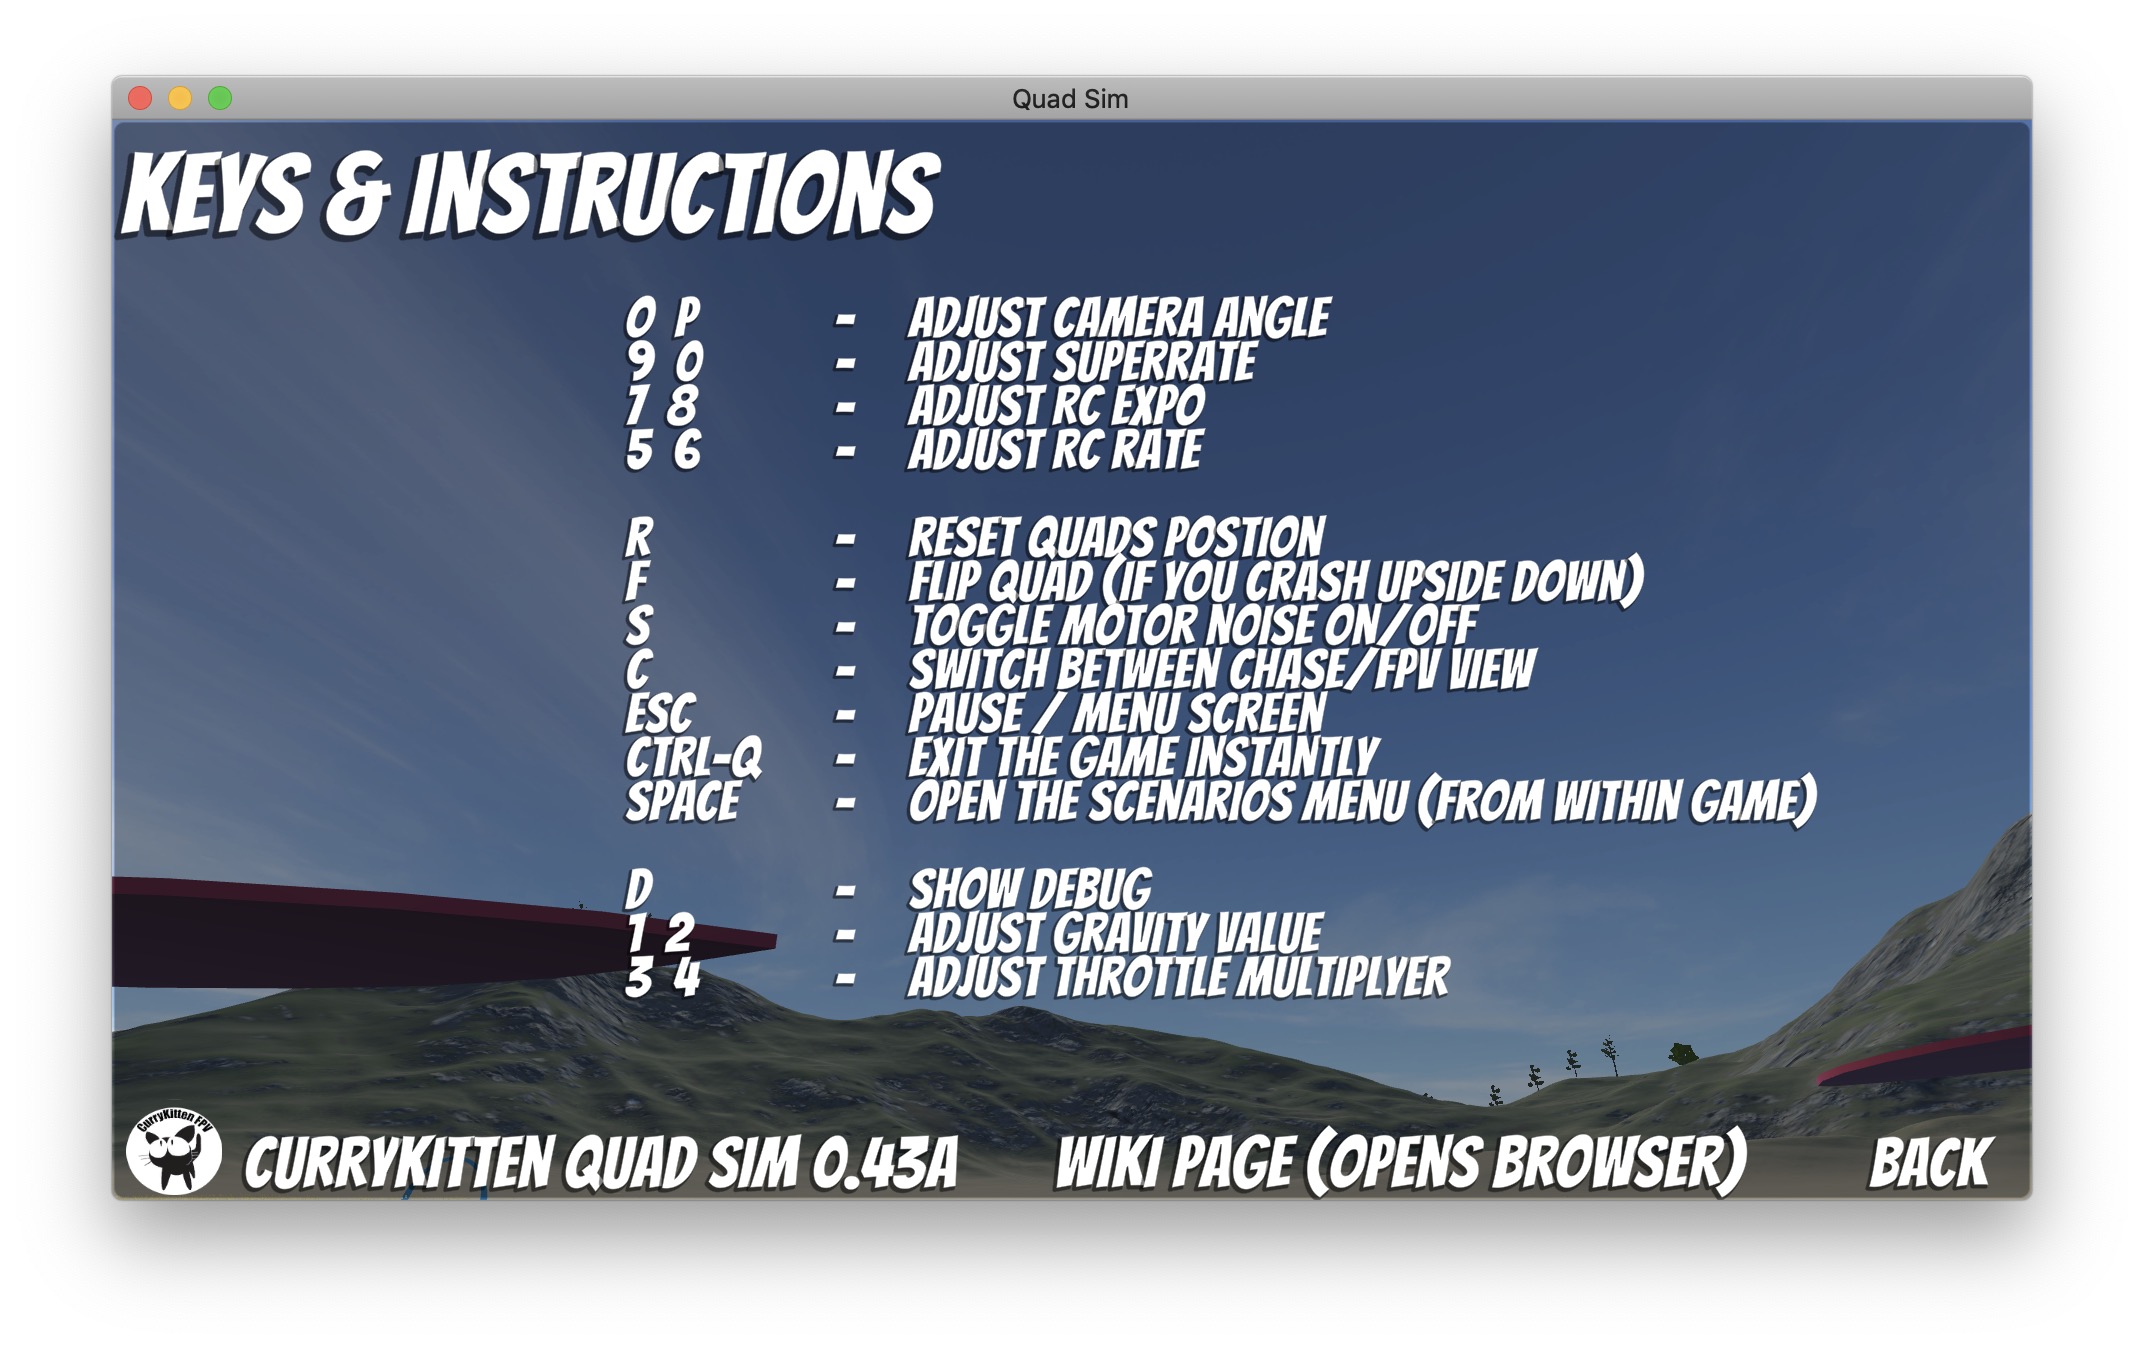 Quad Sim
KEYS & INSTRUCTIONS
O P - ADJUST CAMERA ANGLE
9 0 - ADJUST SUPERRATE
7 8 - ADJUST RC EXPO
5 6 - ADJUST RC RATE
R - RESET QUADS POSTION
F - FLIP QUAD (IF YOU CRASH UPSIDE DOWN)
S - TOGGLE MOTOR NOISE ON/OFF
C - SWITCH BETWEEN CHASE/FPV VIEW
ESC - PAUSE / MENU SCREEN
CTRL-Q - EXIT THE GAME INSTANTLY
SPACE - OPEN THE SCENARIOS MENU (FROM WITHIN GAME)
D - SHOW DEBUG
1 2 - ADJUST GRAVITY VALUE
3 4 - ADJUST THROTTLE MULTIPLYER
CurryKitten FPV
CURRYKITTEN QUAD SIM 0.43A WIKI PAGE (OPENS BROWSER) BACK